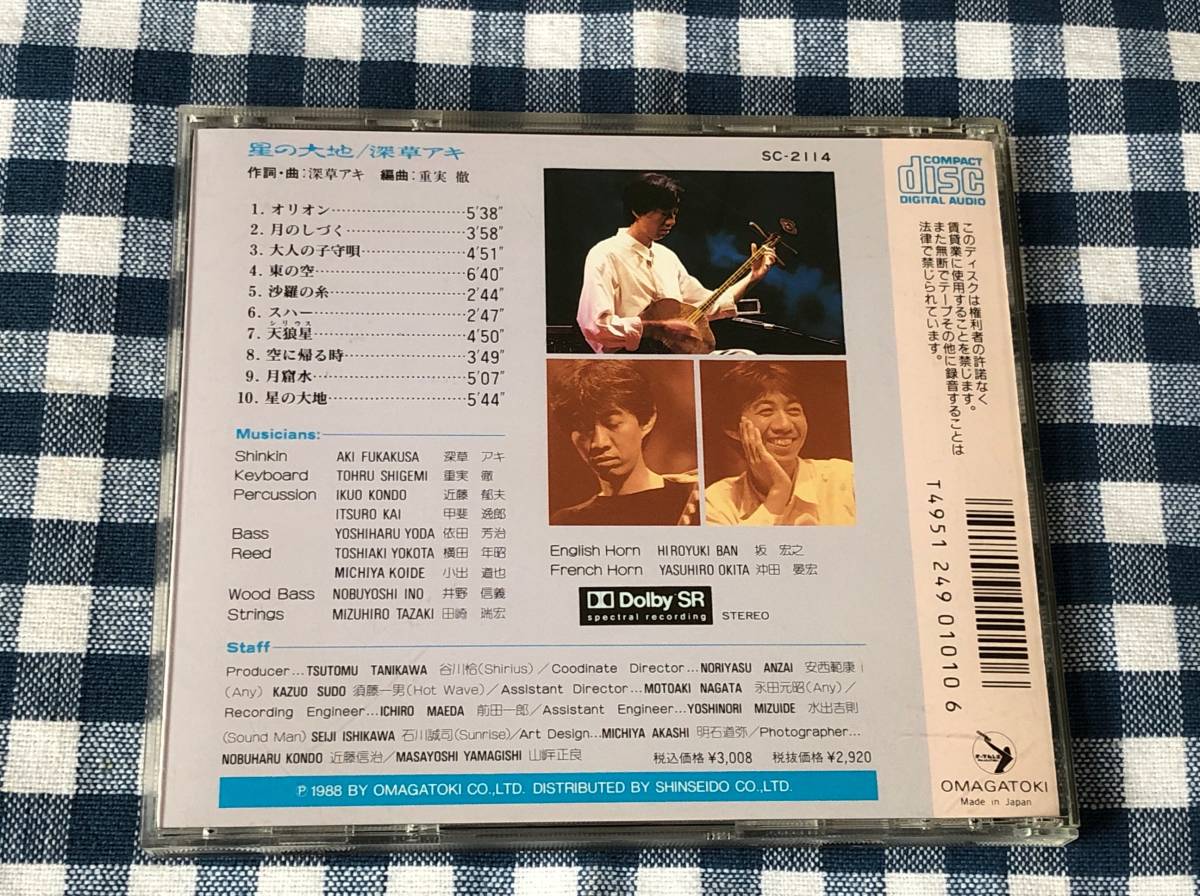 星の大地/深草アキ
SC-2114
作詞・曲:深草アキ 編曲:重実 徹
1. オリオン……………………5′38″
2. 月のしづく…………………3′58″
3. 大人の子守唄………………4′51″
4. 東の空………………………6′40″
5. 沙羅の糸……………………2′44″
6. スハー………………………2′47″
シリウス
7. 天狼星………………………4′50″
8. 空に帰る時…………………3′49″
9. 月窟水………………………5′07″
10. 星の大地……………………5′44″
Musicians:
Shinkin AKI FUKAKUSA 深草 アキ
Keyboard TOHRU SHIGEMI 重実 徹
Percussion IKUO KONDO 近藤 郁夫
ITSURO KAI 甲斐 逸郎
Bass YOSHIHARU YODA 依田 芳治
Reed TOSHIAKI YOKOTA 横田 年昭
MICHIYA KOIDE 小出 道也
Wood Bass NOBUYOSHI INO 井野 信義
Strings MIZUHIRO TAZAKI 田崎 瑞宏
English Horn HIROYUKI BAN 坂 宏之
French Horn YASUHIRO OKITA 沖田 晏宏
Dolby SR
spectral recording
STEREO
Staff
Producer…TSUTOMU TANIKAWA 谷川恰(Shirius)/Coodinate Director…NORIYASU ANZAI 安西範康
(Any) KAZUO SUDO 須藤一男(Hot Wave)/Assistant Director…MOTOAKI NAGATA 永田元昭(Any)/
Recording Engineer…ICHIRO MAEDA 前田一郎/Assistant Engineer…YOSHINORI MIZUIDE 水出吉則
(Sound Man) SEIJI ISHIKAWA 石川誠司(Sunrise)/Art Design…MICHIYA AKASHI 明石道弥/Photographer…
NOBUHARU KONDO 近藤信治/MASAYOSHI YAMAGISHI 山岸正良 税込価格¥3,008 税抜価格¥2,920
℗ 1988 BY OMAGATOKI CO.,LTD. DISTRIBUTED BY SHINSEIDO CO.,LTD.
COMPACT
disc
DIGITAL AUDIO
このディスクは権利者の許諾なく
賃貸業に使用することを禁じます。
また無断でテープその他に録音することは
法律で禁じられています。
T4951 249 01010 6
OMAGATOKI
Made in Japan